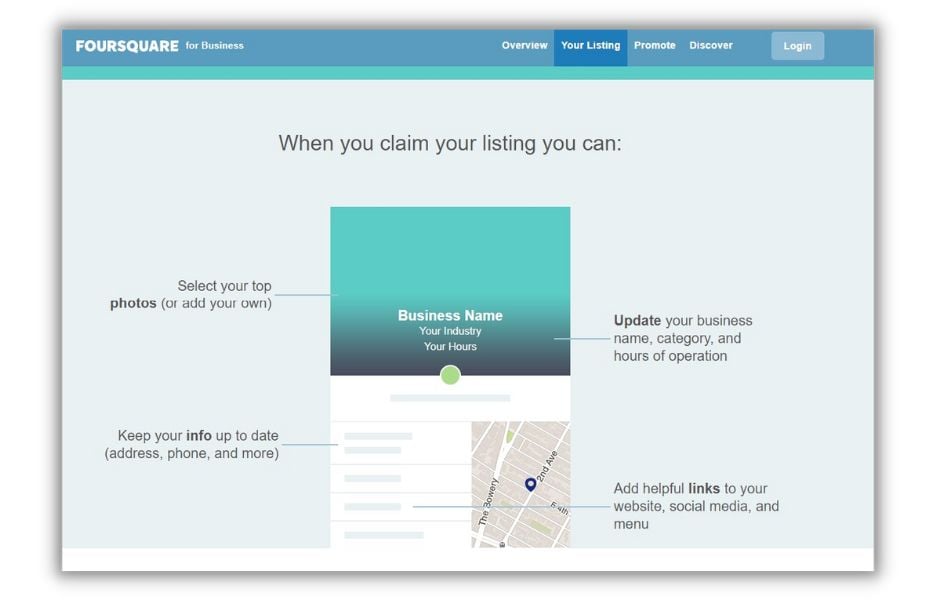 FOURSQUARE for Business
Overview Your Listing Promote Discover Login
When you claim your listing you can:
Select your top
photos (or add your own)
Business Name
Your Industry
Your Hours
Update your business
name, category, and
hours of operation
Keep your info up to date
(address, phone, and more)
The Bowery
2nd Ave
E 4th
Add helpful links to your
website, social media, and
menu